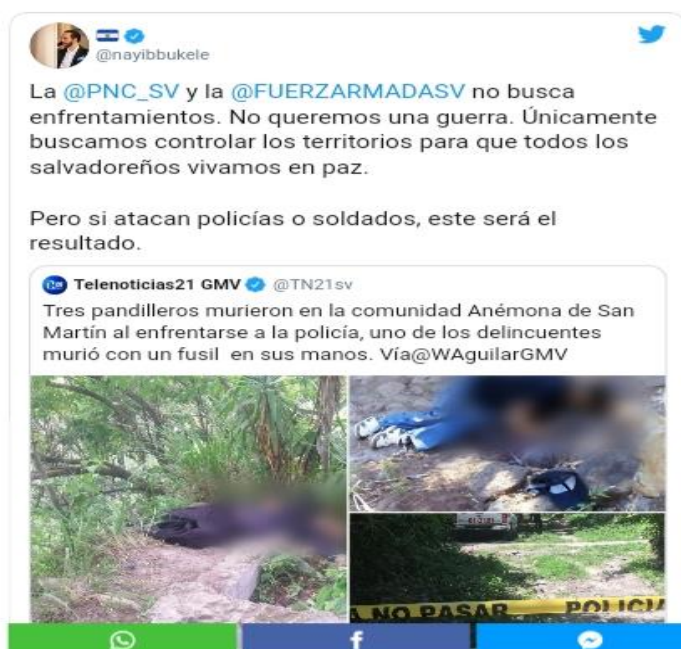 @nayibbukele
La @PNC_SV y la @FUERZARMADASV no busca
enfrentamientos. No queremos una guerra. Únicamente
buscamos controlar los territorios para que todos los
salvadoreños vivamos en paz.
Pero si atacan policías o soldados, este será el
resultado.
Telenoticias21 GMV @TN21sv
Tres pandilleros murieron en la comunidad Anémona de San
Martín al enfrentarse a la policía, uno de los delincuentes
murió con un fusil en sus manos. Vía@WAguilarGMV
A NO PASAR POLICIA
f